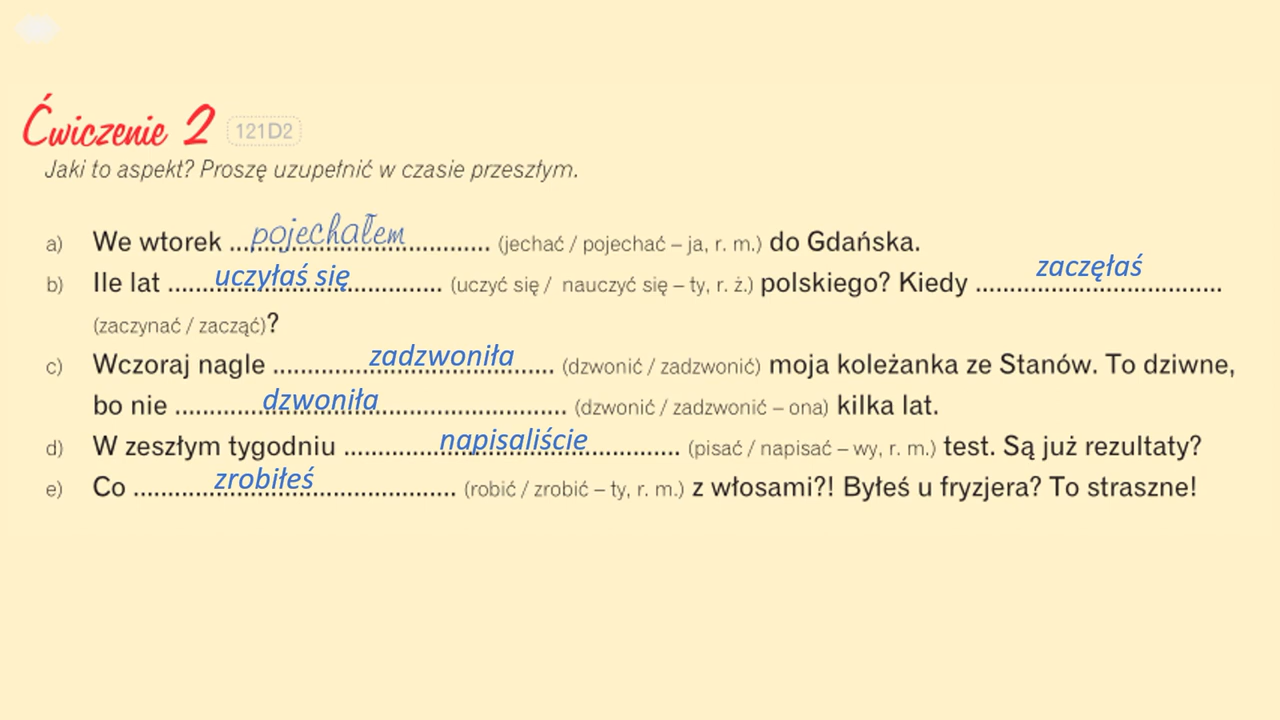 Ćwiczenie 2 121D2
Jaki to aspekt? Proszę uzupełnić w czasie przeszłym.
a) We wtorek ...pojechałem... (jechać / pojechać – ja, r. m.) do Gdańska.
b) Ile lat ...uczyłaś się... (uczyć się / nauczyć się – ty, r. ż.) polskiego? Kiedy ...zaczęłaś...
(zaczynać / zacząć)?
c) Wczoraj nagle ...zadzwoniła... (dzwonić / zadzwonić) moja koleżanka ze Stanów. To dziwne,
bo nie ...dzwoniła... (dzwonić / zadzwonić – ona) kilka lat.
d) W zeszłym tygodniu ...napisaliście... (pisać / napisać – wy, r. m.) test. Są już rezultaty?
e) Co ...zrobiłeś... (robić / zrobić – ty, r. m.) z włosami?! Byłeś u fryzjera? To straszne!